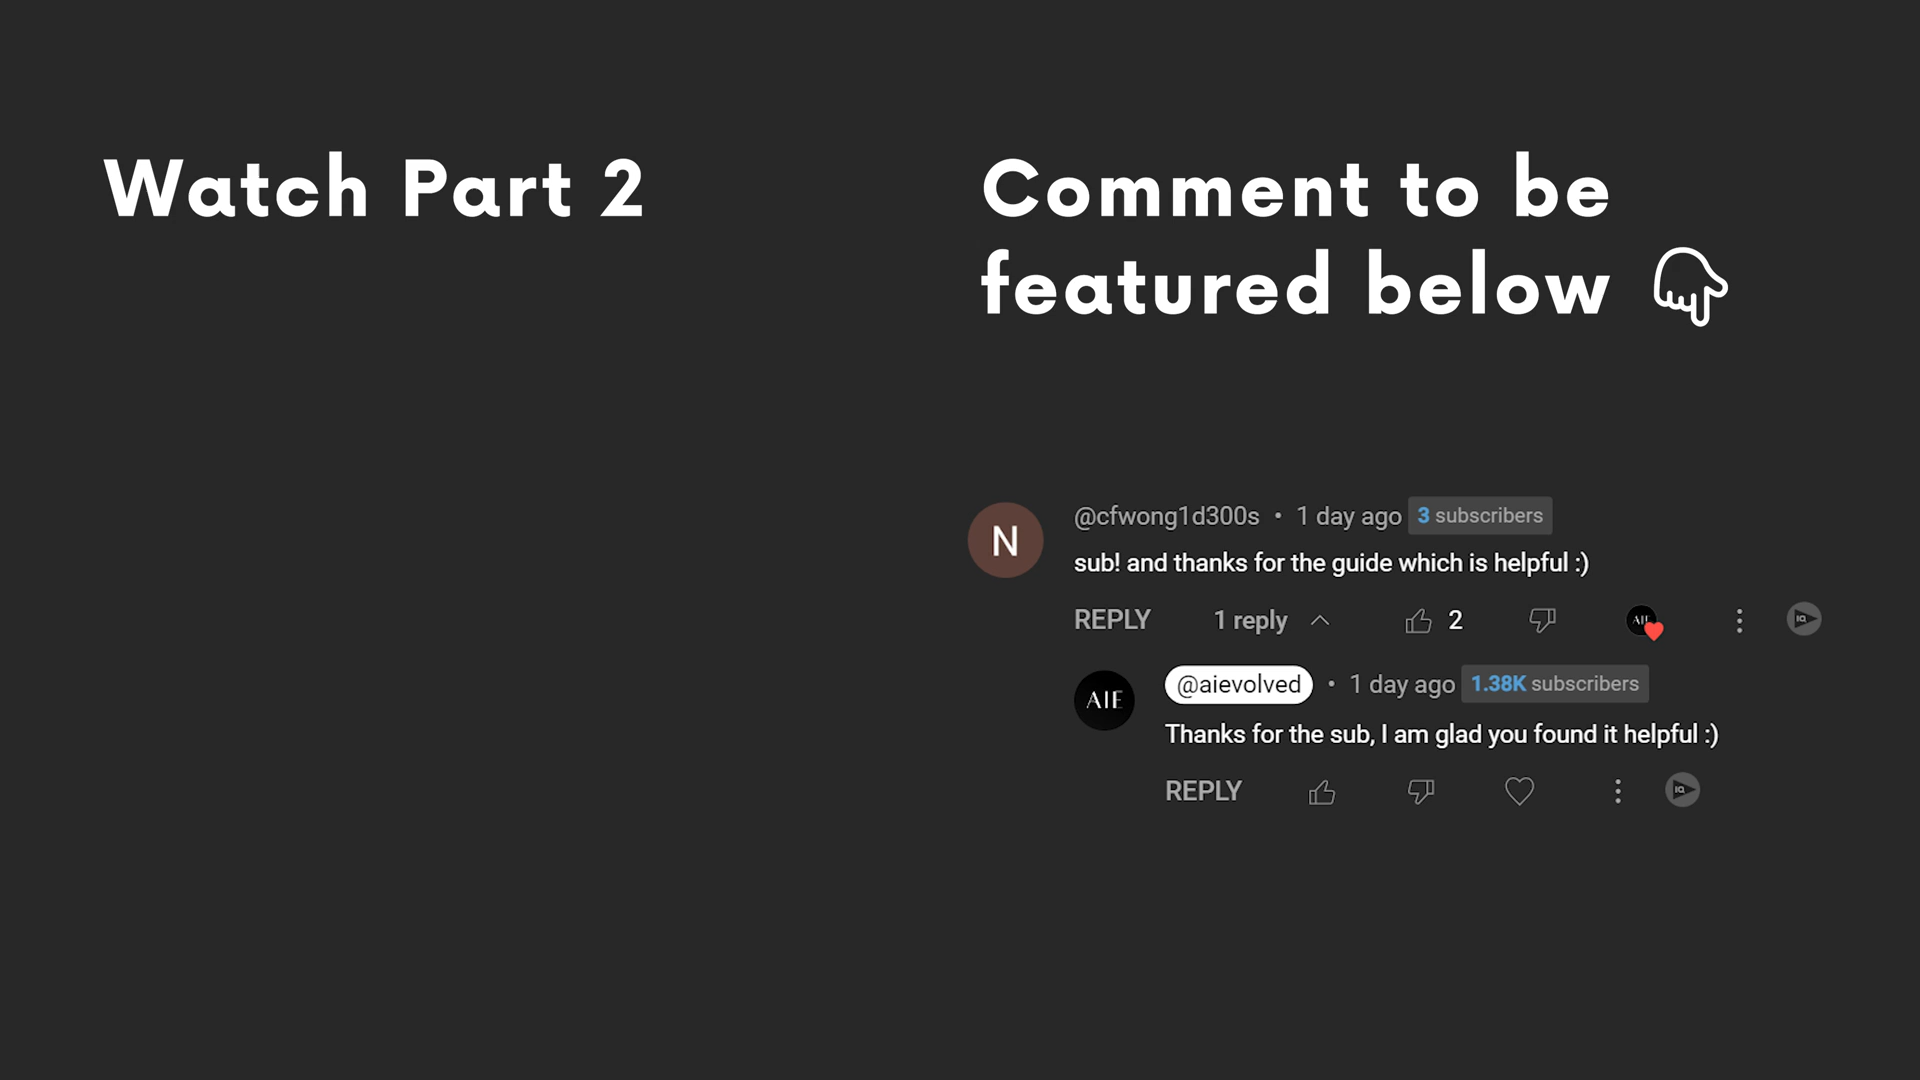 Watch Part 2
Comment to be
featured below
N
@cfwong1d300s • 1 day ago 3 subscribers
sub! and thanks for the guide which is helpful :)
REPLY 1 reply 2 AIE
AIE
@aievolved • 1 day ago 1.38K subscribers
Thanks for the sub, I am glad you found it helpful :)
REPLY